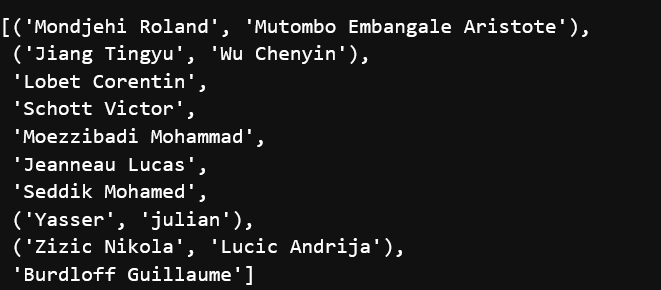 [('Mondjehi Roland', 'Mutombo Embangale Aristote'),
('Jiang Tingyu', 'Wu Chenyin'),
'Lobet Corentin',
'Schott Victor',
'Moezzibadi Mohammad',
'Jeanneau Lucas',
'Seddik Mohamed',
('Yasser', 'julian'),
('Zizic Nikola', 'Lucic Andrija'),
'Burdloff Guillaume']